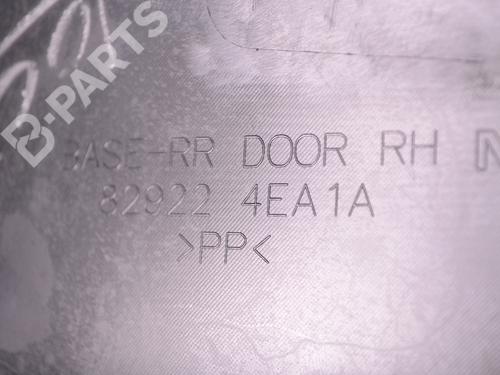 B-PARTS
BASE-RR DOOR RH N
82922 4EA1A
>PP<